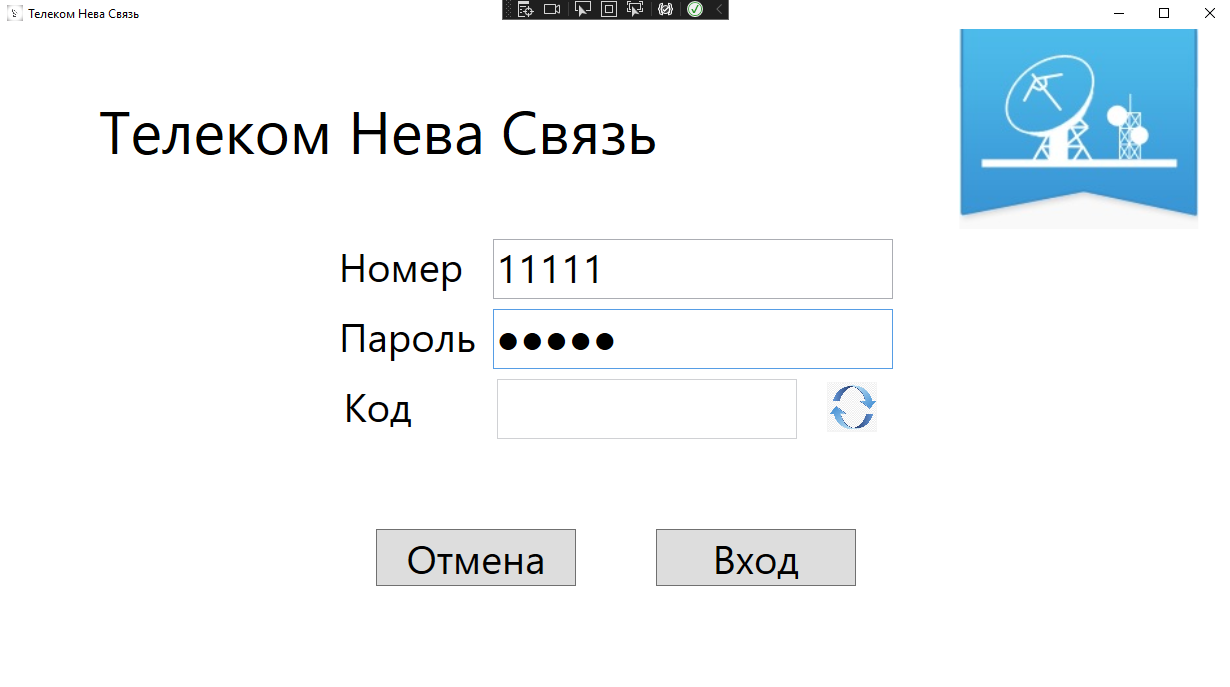 Телеком Нева Связь
Телеком Нева Связь
Номер 11111
Пароль ●●●●●
Код
Отмена Вход